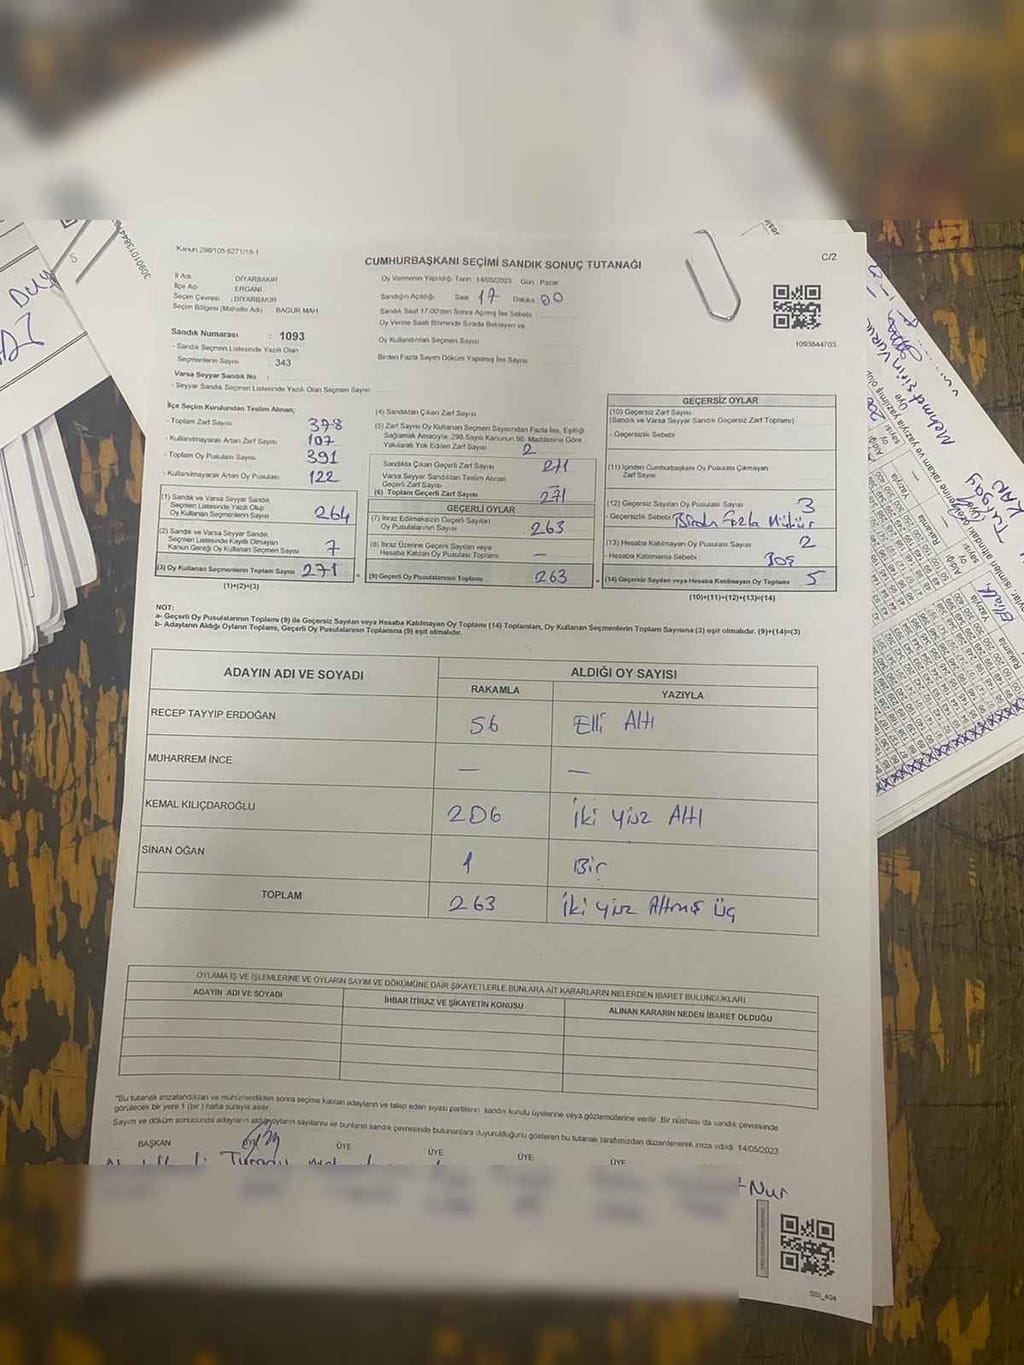 Kanun:298/105-6271/18-1
CUMHURBAŞKANI SEÇİMİ SANDIK SONUÇ TUTANAĞI
C/2
İl Adı : DİYARBAKIR
İlçe Adı : ERGANİ
Seçim Çevresi : DİYARBAKIR
Seçim Bölgesi (Mahalle Adı) BAGUR MAH
Oy Vermenin Yapıldığı Tarih :14/05/2023 Gün : Pazar
Sandığın Açıldığı Saat 17 Dakika 00
Sandık Saat 17:00'den Sonra Açılmış İse Sebebi
Oy Verme Saati Bitiminde Sırada Bekleyen ve
Oy Kullandırılan Seçmen Sayısı
Birden Fazla Sayım Döküm Yapılmış İse Sayısı
1093844703
Sandık Numarası : 1093
- Sandık Seçmen Listesinde Yazılı Olan
Seçmenlerin Sayısı : 343
Varsa Seyyar Sandık No :
- Seyyar Sandık Seçmen Listesinde Yazılı Olan Seçmen Sayısı
İlçe Seçim Kurulundan Teslim Alınan;
- Toplam Zarf Sayısı 378
- Kullanılmayarak Artan Zarf Sayısı 107
- Toplam Oy Pusulası Sayısı 391
- Kullanılmayarak Artan Oy Pusulası 122
(1) Sandık ve Varsa Seyyar Sandık
Seçmen Listesinde Yazılı Olup
Oy Kullanan Seçmenlerin Sayısı 264
(2) Sandık ve Varsa Seyyar Sandık
Seçmen Listesinde Kayıtlı Olmayan
Kanun Gereği Oy Kullanan Seçmen Sayısı 7
(3) Oy Kullanan Seçmenlerin Toplam Sayısı 271
(1)+(2)=(3)
(4) Sandıktan Çıkan Zarf Sayısı
(5) Zarf Sayısı Oy Kullanan Seçmen Sayısından Fazla İse, Eşitliği
Sağlamak Amacıyla, 298 Sayılı Kanunun 98. Maddesine Göre
Yakılarak Yok Edilen Zarf Sayısı 2
Sandıkta Çıkan Geçerli Zarf Sayısı 271
Varsa Seyyar Sandıktan Teslim Alınan
Geçerli Zarf Sayısı —
(6) Toplam Geçerli Zarf Sayısı 271
GEÇERLİ OYLAR
(7) İtiraz Edilmeksizin Geçerli Sayılan
Oy Pusulalarının Sayısı 263
(8) İtiraz Üzerine Geçerli Sayılan veya
Hesaba Katılan Oy Pusulası Toplamı —
(9) Geçerli Oy Pusulalarının Toplamı 263
GEÇERSİZ OYLAR
(10) Geçersiz Zarf Sayısı
(Sandık ve Varsa Seyyar Sandık Geçersiz Zarf Toplamı)
- Geçersizlik Sebebi
(11) İçinden Cumhurbaşkanı Oy Pusulası Çıkmayan
Zarf Sayısı
(12) Geçersiz Sayılan Oy Pusulası Sayısı 3
- Geçersizlik Sebebi Birden Fazla Mühür
(13) Hesaba Katılmayan Oy Pusulası Sayısı 2
- Hesaba Katılmama Sebebi Boş
(14) Geçersiz Sayılan veya Hesaba Katılmayan Oy Toplamı 5
(10)+(11)+(12)+(13)=(14)
NOT:
a- Geçerli Oy Pusulalarının Toplamı (9) ile Geçersiz Sayılan veya Hesaba Katılmayan Oy Toplamı (14) Toplamları, Oy Kullanan Seçmenlerin Toplam Sayısına (3) eşit olmalıdır. (9)+(14)=(3)
b- Adayların Aldığı Oyların Toplamı, Geçerli Oy Pusulalarının Toplamına (9) eşit olmalıdır.
ADAYIN ADI VE SOYADI
ALDIĞI OY SAYISI
RAKAMLA YAZIYLA
RECEP TAYYİP ERDOĞAN 56 Elli Altı
MUHARREM İNCE — —
KEMAL KILIÇDAROĞLU 206 İki yüz Altı
SİNAN OĞAN 1 Bir
TOPLAM 263 İki yüz Altmış Üç
OYLAMA İŞ VE İŞLEMLERİNE VE OYLARIN SAYIM VE DÖKÜMÜNE DAİR ŞİKAYETLERLE BUNLARA AİT KARARLARIN NELERDEN İBARET BULUNDUKLARI
ADAYIN ADI VE SOYADI İHBAR İTİRAZ VE ŞİKAYETİN KONUSU ALINAN KARARIN NEDEN İBARET OLDUĞU
*Bu tutanak imzalandıktan ve mühürlendikten sonra seçime katılan adayların ve talep eden siyasi partilerin sandık kurulu üyelerine veya gözlemcilerine verilir. Bir nüshası da sandık çevresinde
görülecek bir yere 1 (bir) hafta süreyle asılır.
Sayım ve döküm sonucunda adayların aldığı oyların sayılarını ve bunların sandık çevresinde bulunanlara duyurulduğunu gösteren bu tutanak tarafımızdan düzenlenerek imza edildi 14/05/2023
BAŞKAN ÜYE ÜYE ÜYE ÜYE ÜYE
Nur
GSI_404